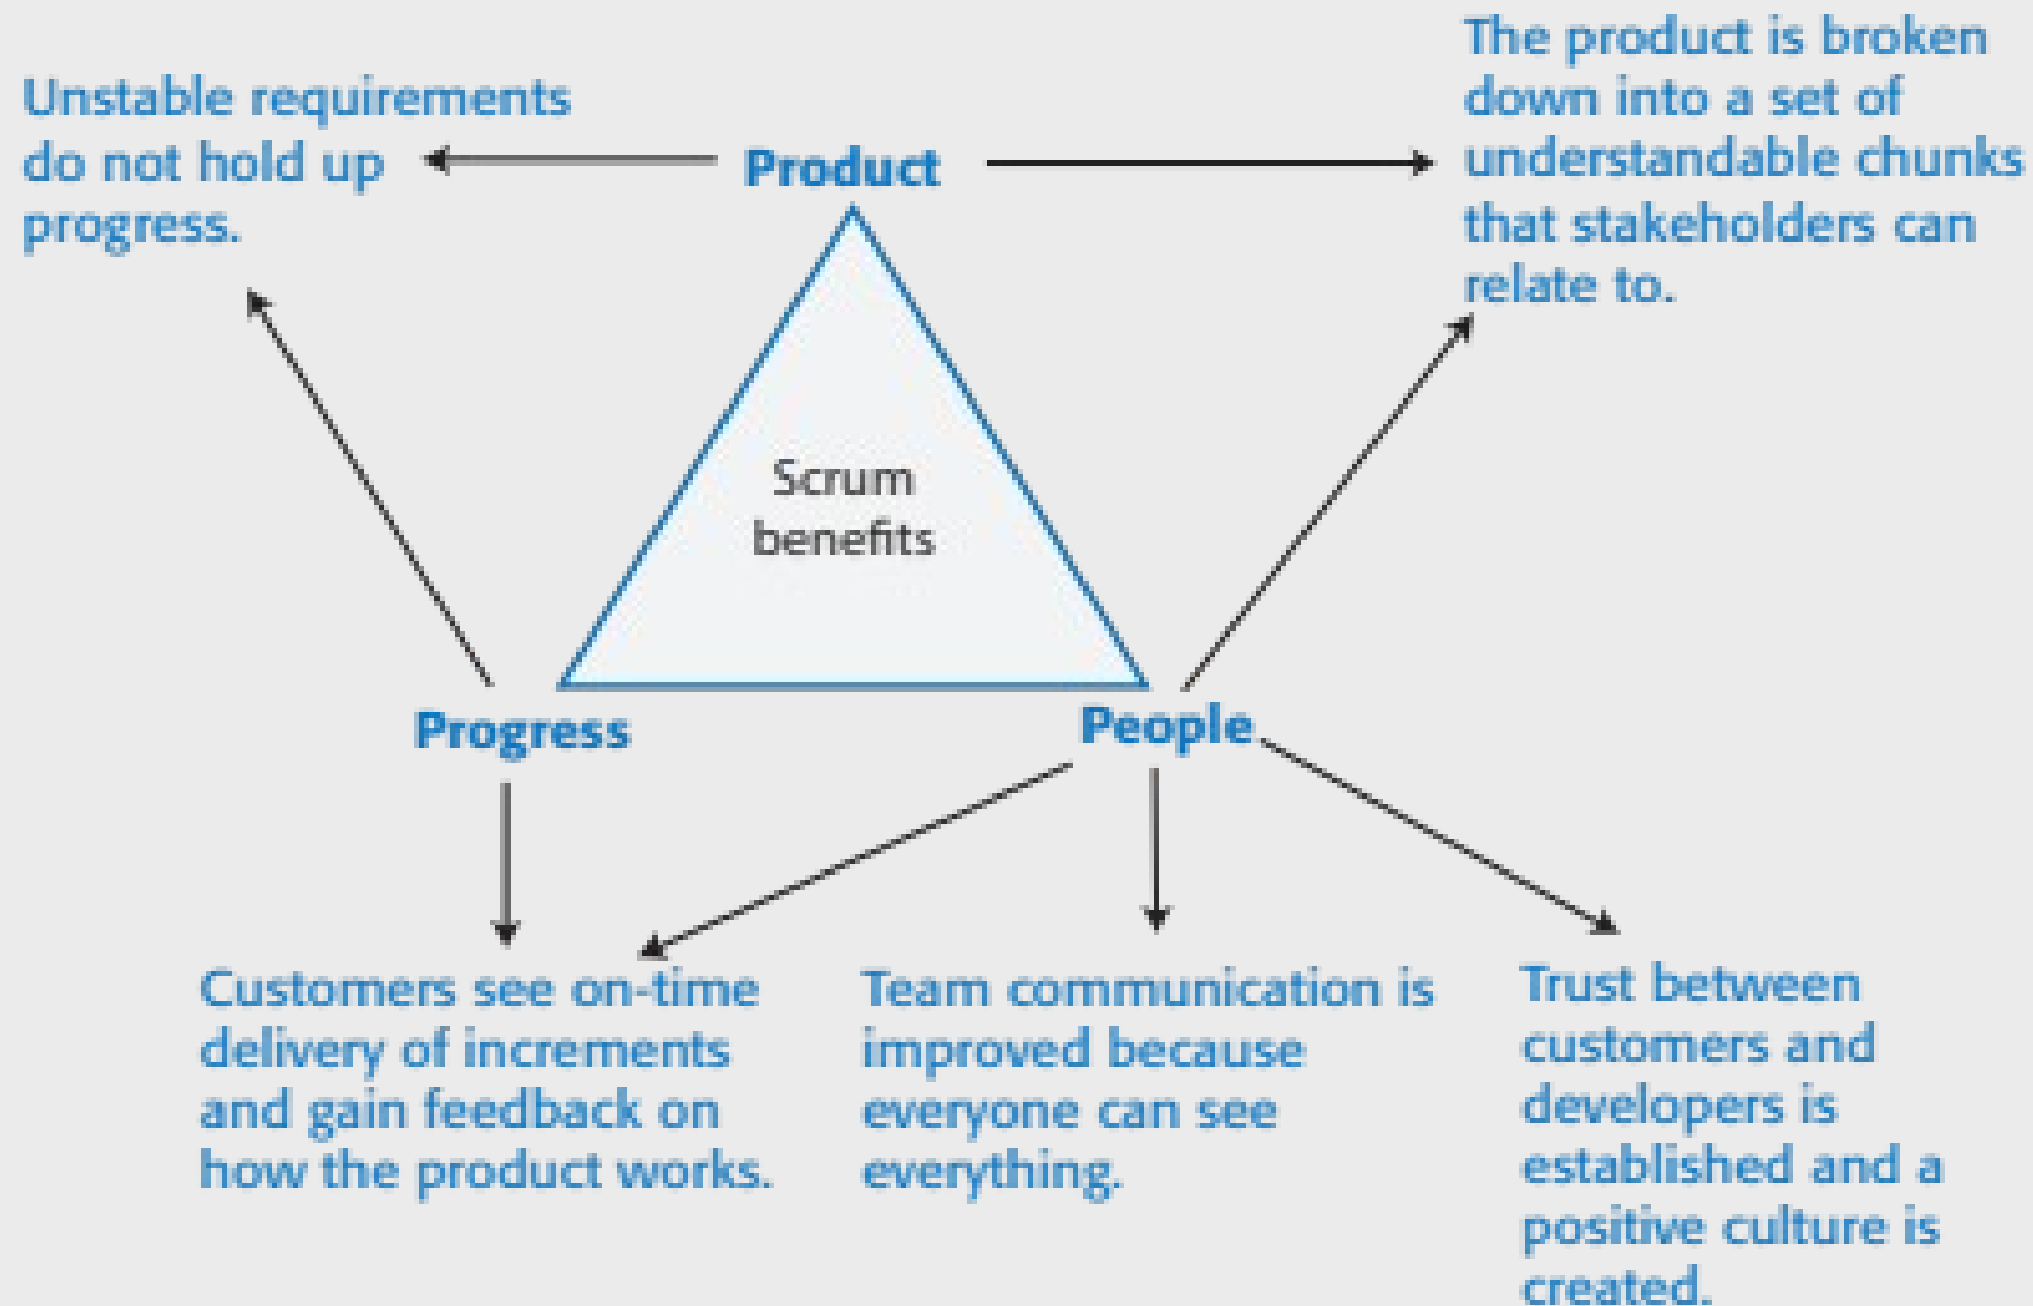 Unstable requirements
do not hold up
progress.
Product
The product is broken
down into a set of
understandable chunks
that stakeholders can
relate to.
Scrum
benefits
Progress
People
Customers see on-time
delivery of increments
and gain feedback on
how the product works.
Team communication is
improved because
everyone can see
everything.
Trust between
customers and
developers is
established and a
positive culture is
created.